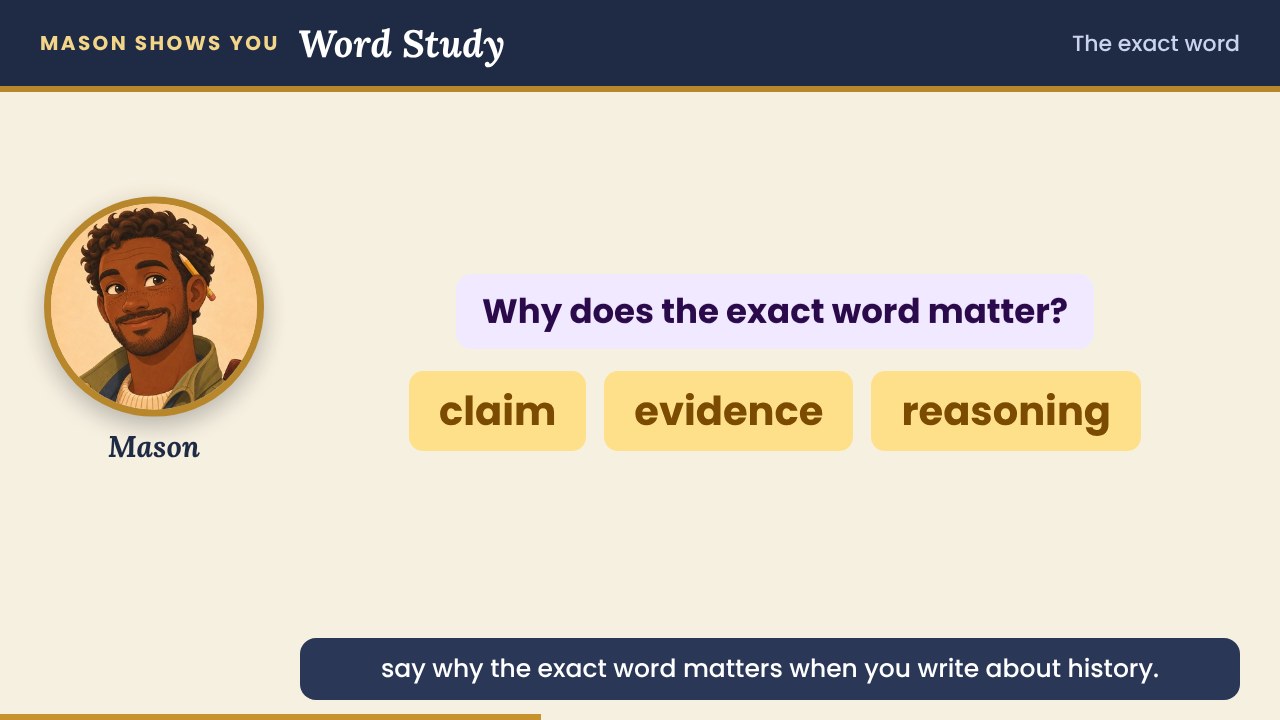 MASON SHOWS YOU Word Study
The exact word
Mason
Why does the exact word matter?
claim evidence reasoning
say why the exact word matters when you write about history.